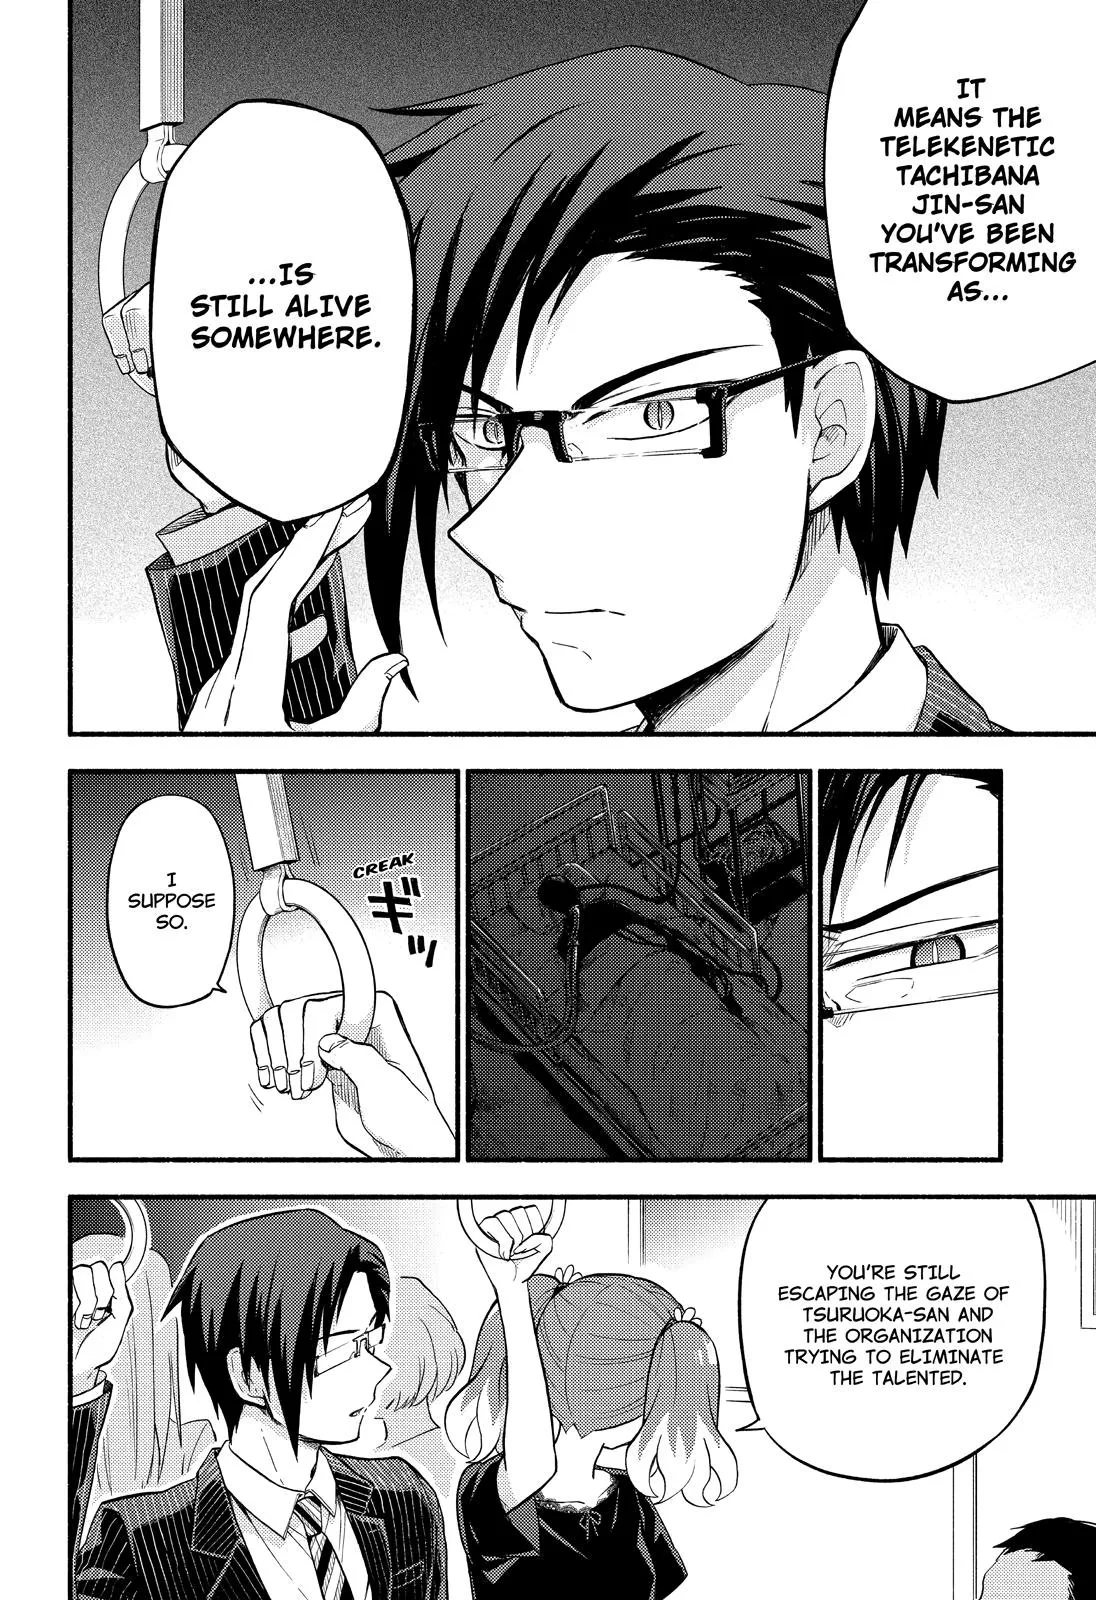 IT
MEANS THE
TELEKENETIC
TACHIBANA
JIN-SAN
YOU'VE BEEN
TRANSFORMING
AS...
...IS
STILL ALIVE
SOMEWHERE.
CREAK
ギッ
I
SUPPOSE
SO.
YOU'RE STILL
ESCAPING THE GAZE OF
TSURUOKA-SAN AND
THE ORGANIZATION
TRYING TO ELIMINATE
THE TALENTED.